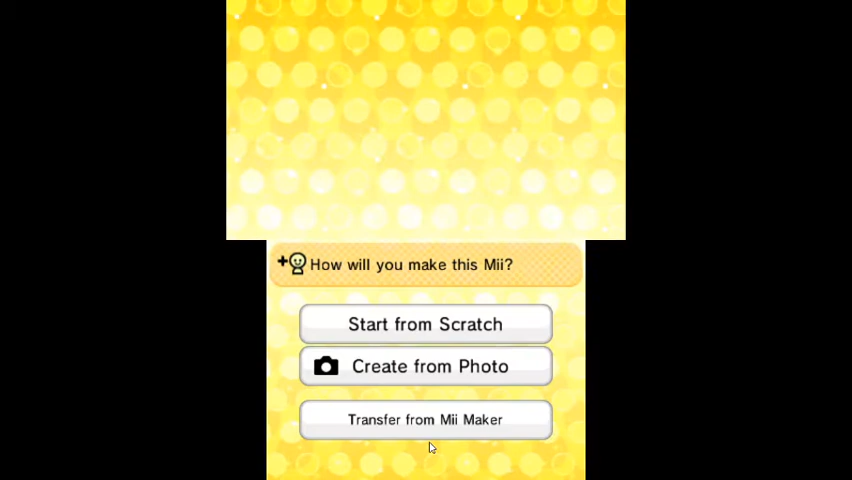 How will you make this Mii?
Start from Scratch
Create from Photo
Transfer from Mii Maker